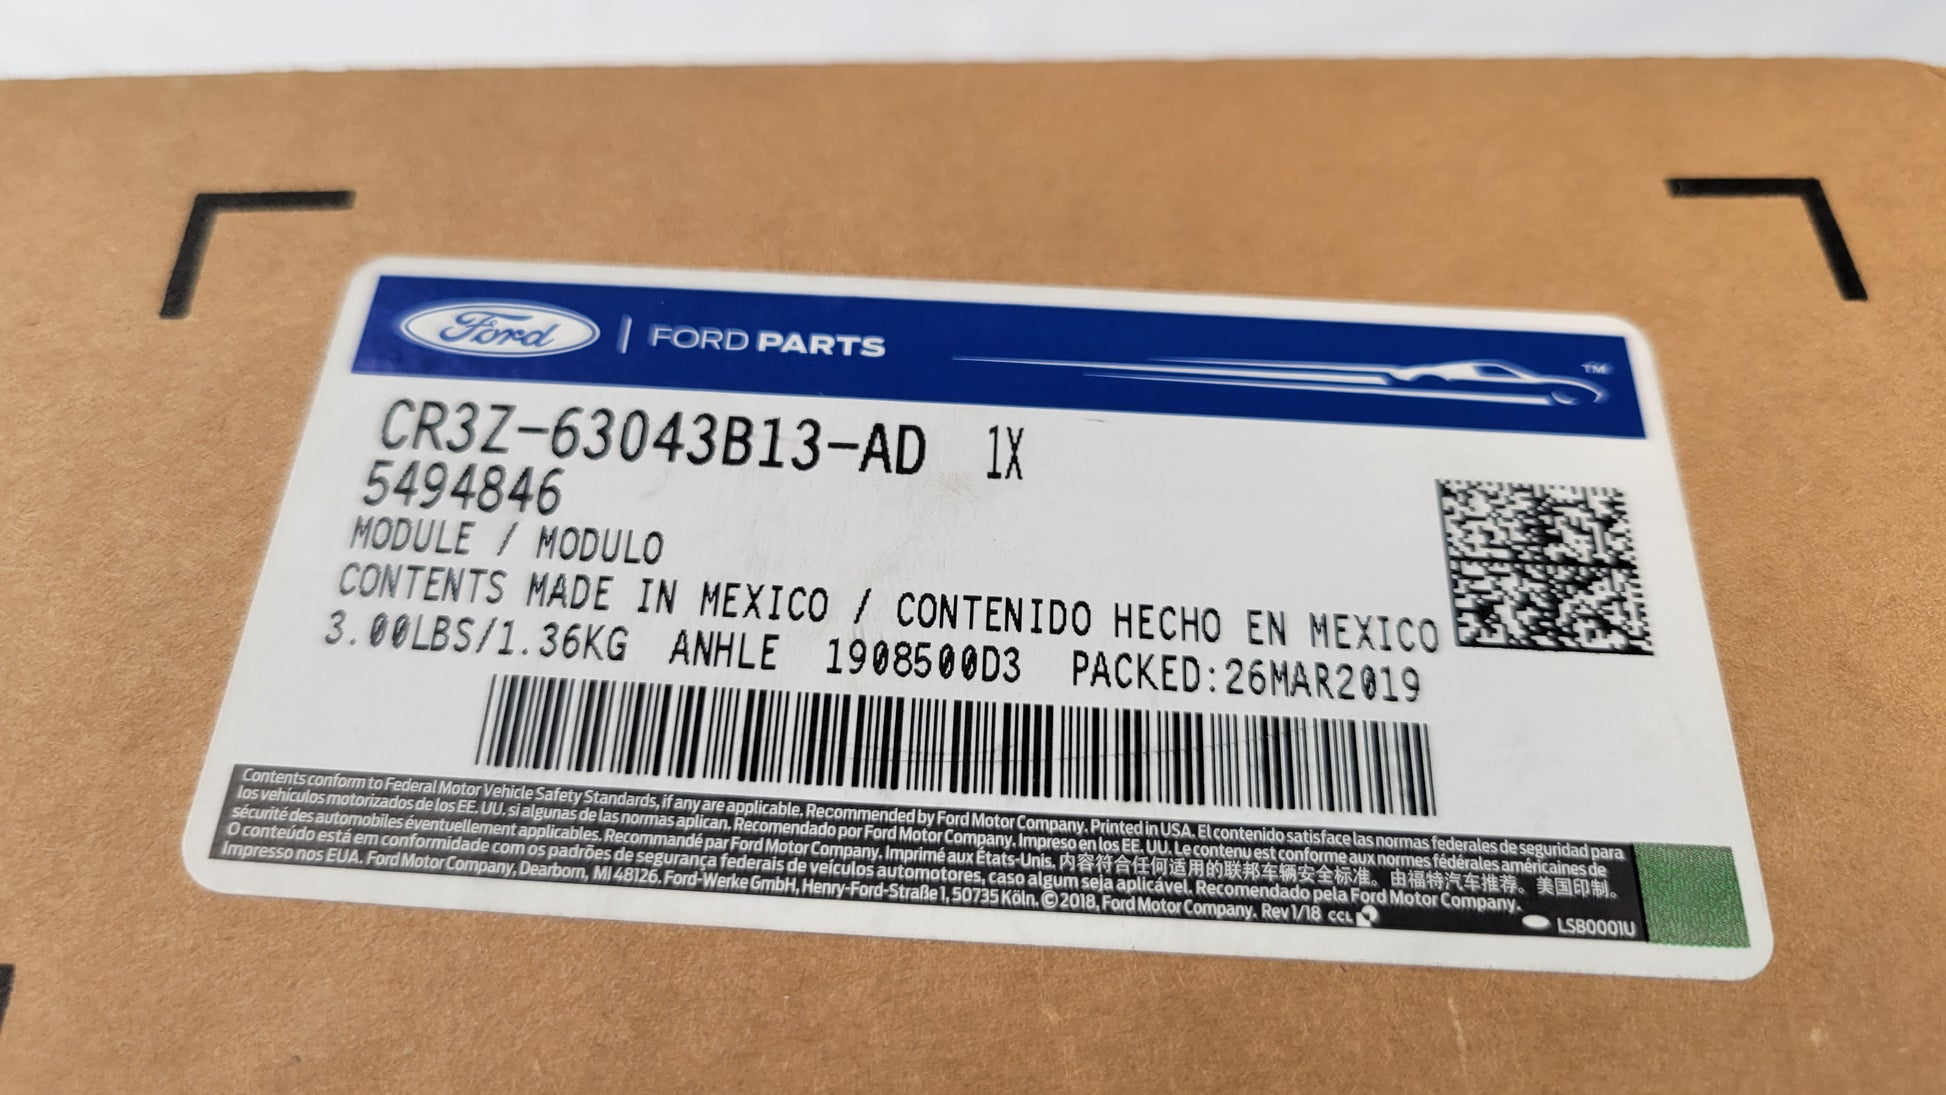 Ford | FORD PARTS
TM
CR3Z-63043B13-AD 1X
5494846
MODULE / MODULO
CONTENTS MADE IN MEXICO / CONTENIDO HECHO EN MEXICO
3.00LBS/1.36KG ANHLE 1908500D3 PACKED:26MAR2019
Contents conform to Federal Motor Vehicle Safety Standards, if any are applicable. Recommended by Ford Motor Company. Printed in USA. El contenido satisface las normas federales de seguridad para
los vehículos motorizados de los EE. UU. si algunas de las normas aplican. Recomendado por Ford Motor Company. Impreso en los EE. UU. Le contenu est conforme aux normes fédérales américaines de
sécurité des automobiles éventuellement applicables. Recommandé par Ford Motor Company. Imprimé aux États-Unis. 内容符合任何适用的联邦车辆安全标准。由福特汽车推荐。美国印制。
O conteúdo está em conformidade com os padrões de segurança federais de veículos automotores, caso algum seja aplicável. Recomendado pela Ford Motor Company.
Impresso nos EUA. Ford Motor Company, Dearborn, MI 48126. Ford-Werke GmbH, Henry-Ford-Straße 1, 50735 Köln. © 2018, Ford Motor Company. Rev 1/18 CCL
LSB0001U